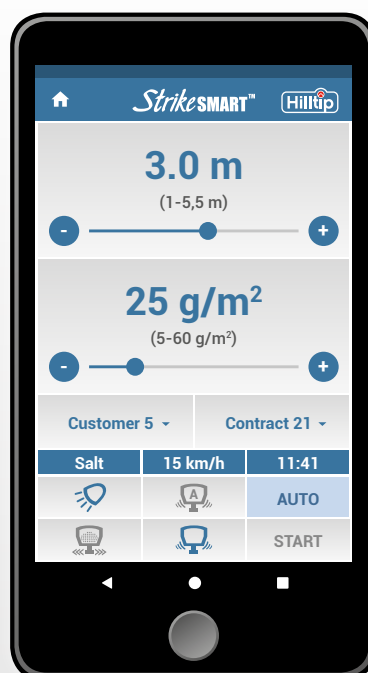 StrikeSMART™ Hilltip
3.0 m
(1-5,5 m)
- +
25 g/m²
(5-60 g/m²)
- +
Customer 5 Contract 21
Salt 15 km/h 11:41
A AUTO
START